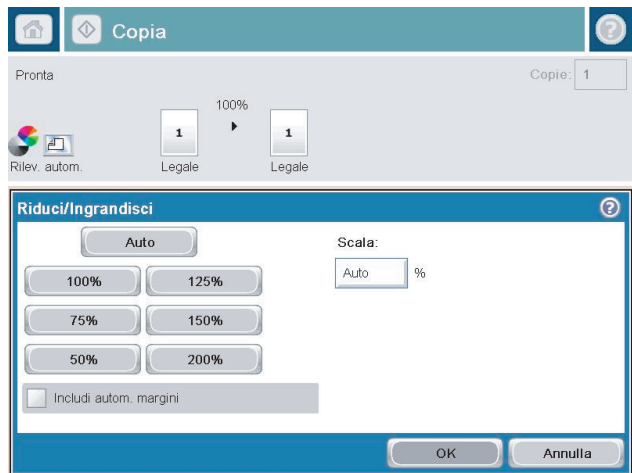 Copia
Pronta
Copie: 1
100%
1 1
Rilev. autom. Legale Legale
Riduci/Ingrandisci
Auto Scala:
Auto %
100% 125%
75% 150%
50% 200%
Includi autom. margini
OK Annulla